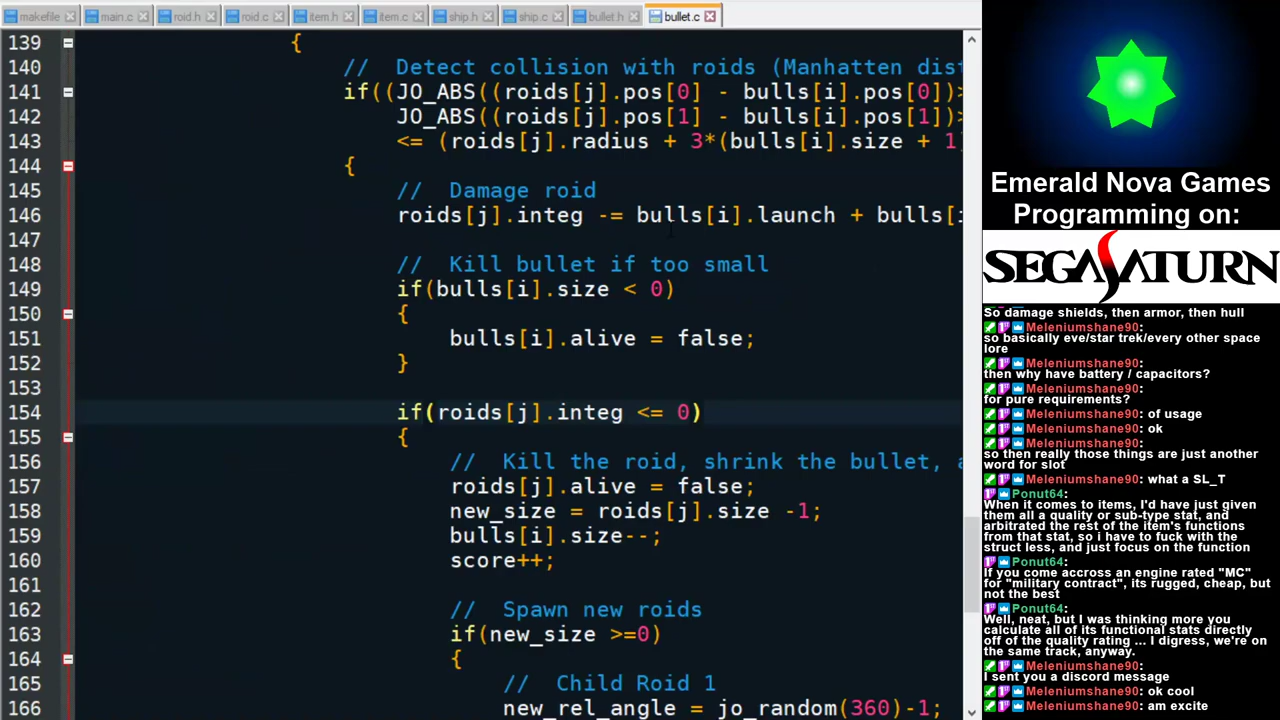 makefile main.c roid.h roid.c item.h item.c ship.h ship.c bullet.h bullet.c
139 {
140 // Detect collision with roids (Manhatten dist
141 if((JO_ABS((roids[j].pos[0] - bulls[i].pos[0])>
142 JO_ABS((roids[j].pos[1] - bulls[i].pos[1])>
143 <= (roids[j].radius + 3*(bulls[i].size + 1)
144 {
145 // Damage roid
146 roids[j].integ -= bulls[i].launch + bulls[i
147
148 // Kill bullet if too small
149 if(bulls[i].size < 0)
150 {
151 bulls[i].alive = false;
152 }
153
154 if(roids[j].integ <= 0)
155 {
156 // Kill the roid, shrink the bullet, a
157 roids[j].alive = false;
158 new_size = roids[j].size -1;
159 bulls[i].size--;
160 score++;
161
162 // Spawn new roids
163 if(new_size >=0)
164 {
165 // Child Roid 1
166 new_rel_angle = jo_random(360)-1;
Emerald Nova Games
Programming on:
SEGA SATURN
So damage shields, then armor, then hull
Meleniumshane90:
so basically eve/star trek/every other space
lore
Meleniumshane90:
then why have battery / capacitors?
Meleniumshane90:
for pure requirements?
Meleniumshane90: of usage
Meleniumshane90: ok
Meleniumshane90:
so then really those things are just another
word for slot
Meleniumshane90: what a SL_T
Ponut64:
When it comes to items, I'd have just given
them all a quality or sub-type stat, and
arbitrated the rest of the item's functions
from that stat, so i have to fuck with the
struct less, and just focus on the function
Ponut64:
If you come accross an engine rated "MC"
for "military contract", its rugged, cheap, but
not the best
Ponut64:
Well, neat, but I was thinking more you
calculate all of its functional stats directly
off of the quality rating ... I digress, we're on
the same track, anyway.
Meleniumshane90:
I sent you a discord message
Meleniumshane90: ok cool
Meleniumshane90: am excite